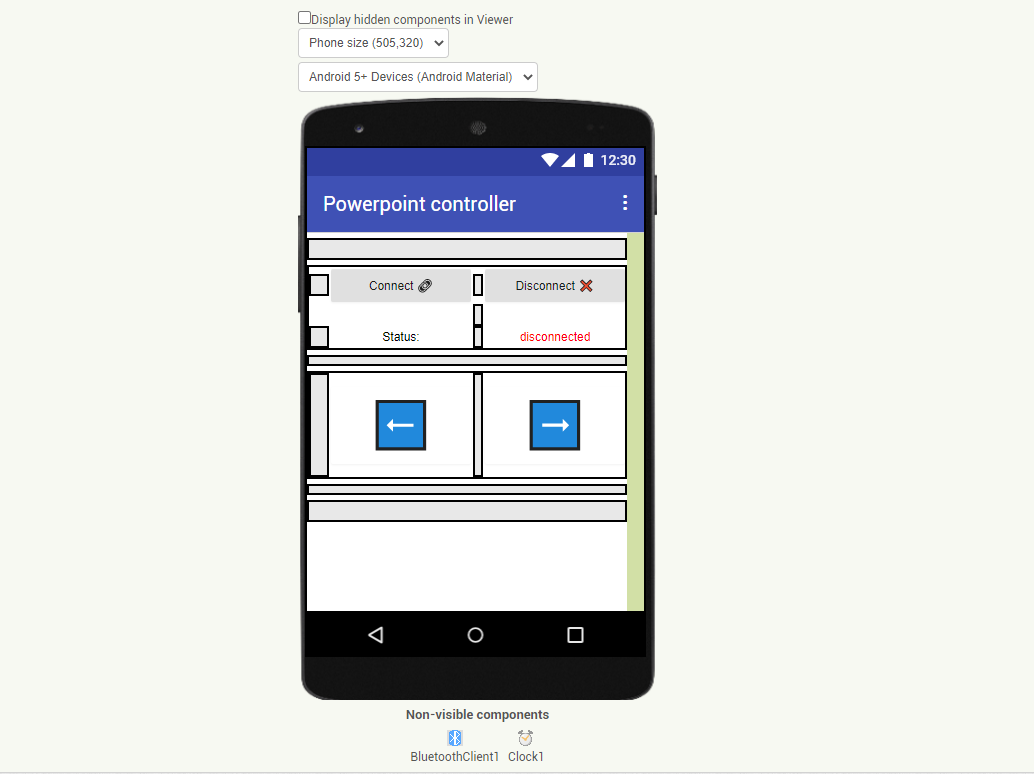 Display hidden components in Viewer
Phone size (505,320)
Android 5+ Devices (Android Material)
12:30
Powerpoint controller
Connect Disconnect
Status: disconnected
Non-visible components
BluetoothClient1 Clock1